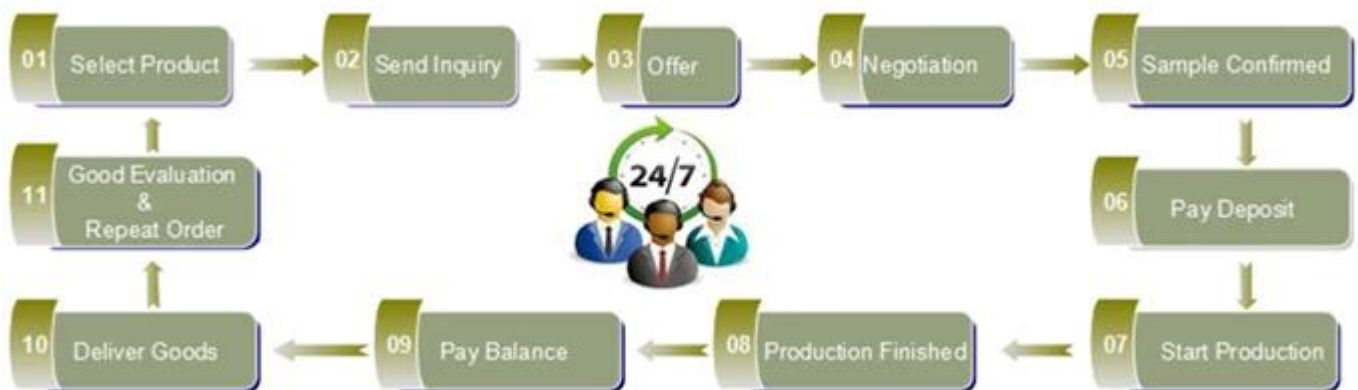 01 Select Product
02 Send Inquiry
03 Offer
04 Negotiation
05 Sample Confirmed
24/7
06 Pay Deposit
07 Start Production
08 Production Finished
09 Pay Balance
10 Deliver Goods
11 Good Evaluation
&
Repeat Order